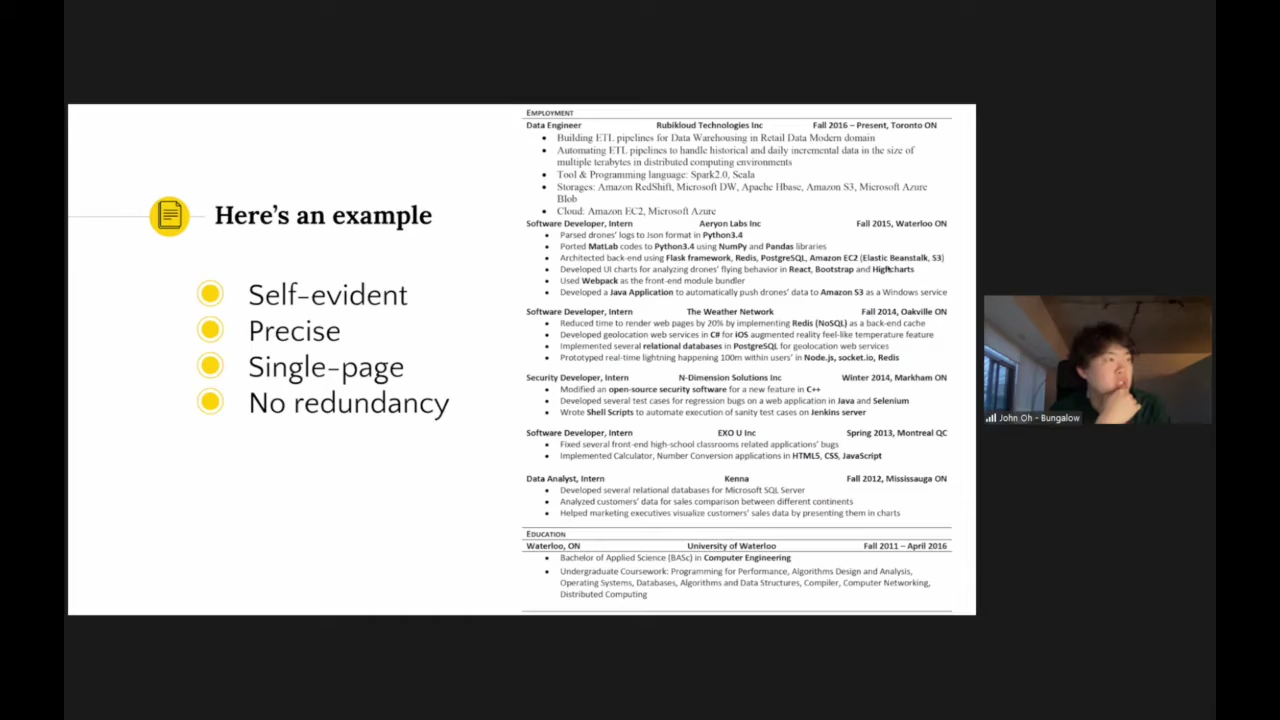 Here's an example
Self-evident
Precise
Single-page
No redundancy
EMPLOYMENT
Data Engineer Rubikloud Technologies Inc Fall 2016 – Present, Toronto ON
• Building ETL pipelines for Data Warehousing in Retail Data Modern domain
• Automating ETL pipelines to handle historical and daily incremental data in the size of
multiple terabytes in distributed computing environments
• Tool & Programming language: Spark2.0, Scala
• Storages: Amazon RedShift, Microsoft DW, Apache Hbase, Amazon S3, Microsoft Azure
Blob
• Cloud: Amazon EC2, Microsoft Azure
Software Developer, Intern Aeryon Labs Inc Fall 2015, Waterloo ON
• Parsed drones' logs to Json format in Python3.4
• Ported MatLab codes to Python3.4 using NumPy and Pandas libraries
• Architected back-end using Flask framework, Redis, PostgreSQL, Amazon EC2 (Elastic Beanstalk, S3)
• Developed UI charts for analyzing drones' flying behavior in React, Bootstrap and Highcharts
• Used Webpack as the front-end module bundler
• Developed a Java Application to automatically push drones' data to Amazon S3 as a Windows service
Software Developer, Intern The Weather Network Fall 2014, Oakville ON
• Reduced time to render web pages by 20% by implementing Redis (NoSQL) as a back-end cache
• Developed geolocation web services in C# for iOS augmented reality feel-like temperature feature
• Implemented several relational databases in PostgreSQL for geolocation web services
• Prototyped real-time lightning happening 100m within users' in Node.js, socket.io, Redis
Security Developer, Intern N-Dimension Solutions Inc Winter 2014, Markham ON
• Modified an open-source security software for a new feature in C++
• Developed several test cases for regression bugs on a web application in Java and Selenium
• Wrote Shell Scripts to automate execution of sanity test cases on Jenkins server
Software Developer, Intern EXO U Inc Spring 2013, Montreal QC
• Fixed several front-end high-school classrooms related applications' bugs
• Implemented Calculator, Number Conversion applications in HTML5, CSS, JavaScript
Data Analyst, Intern Kenna Fall 2012, Mississauga ON
• Developed several relational databases for Microsoft SQL Server
• Analyzed customers' data for sales comparison between different continents
• Helped marketing executives visualize customers' sales data by presenting them in charts
EDUCATION
Waterloo, ON University of Waterloo Fall 2011 – April 2016
• Bachelor of Applied Science (BASc) in Computer Engineering
• Undergraduate Coursework: Programming for Performance, Algorithms Design and Analysis,
Operating Systems, Databases, Algorithms and Data Structures, Compiler, Computer Networking,
Distributed Computing
John Oh - Bungalow